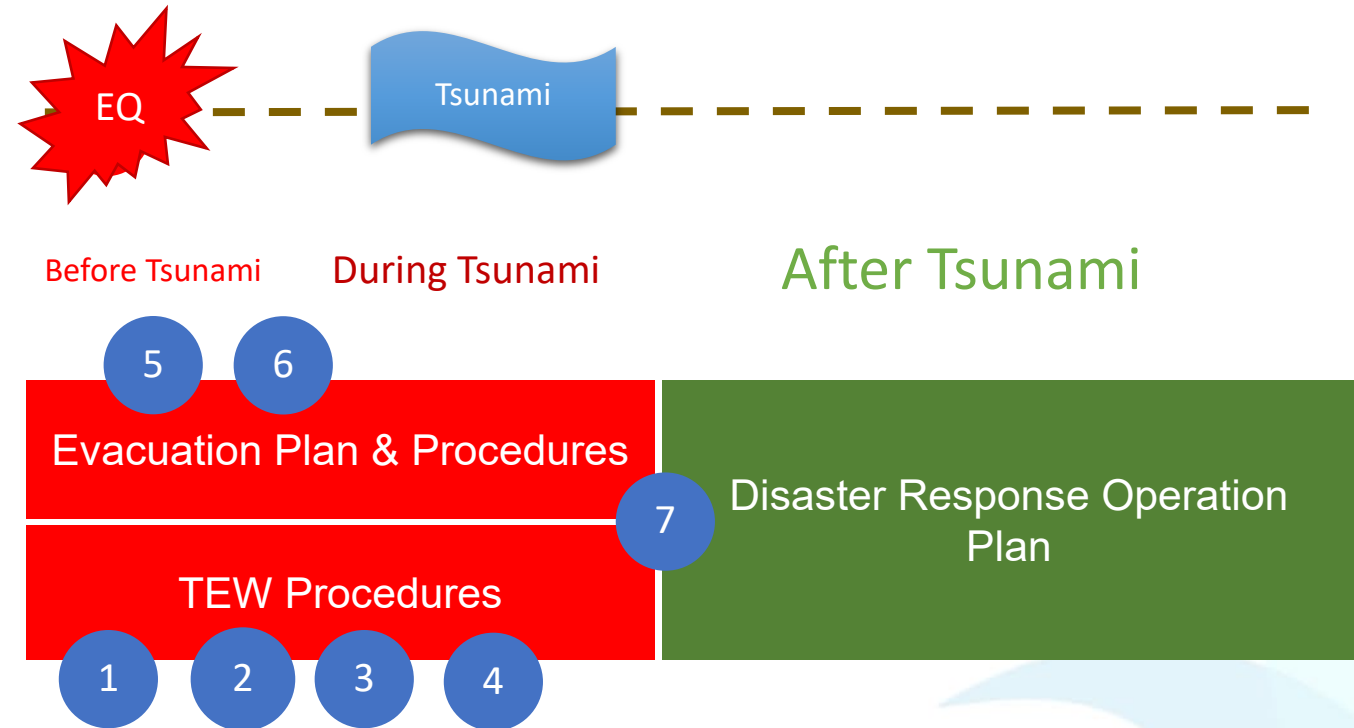 EQ
Tsunami
Before Tsunami
During Tsunami
After Tsunami
5
6
Evacuation Plan & Procedures
7
Disaster Response Operation
Plan
TEW Procedures
1
2
3
4